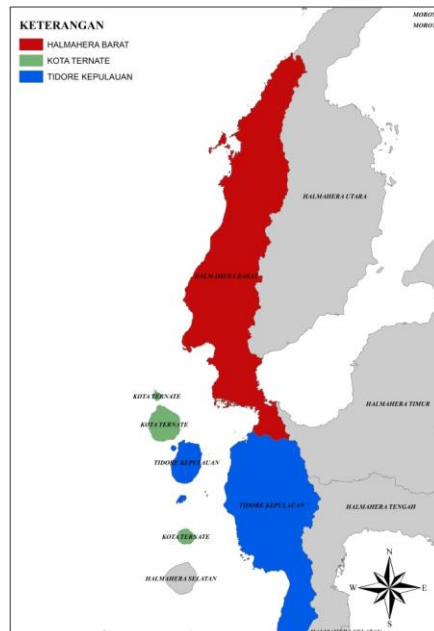 KETERANGAN
HALMAHERA BARAT
KOTA TERNATE
TIDORE KEPULAUAN
HALMAHERA UTARA
HALMAHERA BARAT
KOTA TERNATE
HALMAHERA TIMUR
KOTA TERNATE
TIDORE KEPULAUAN
TIDORE KEPULAUAN
HALMAHERA TENGAH
KOTA TERNATE
HALMAHERA SELATAN
N
W
E
S